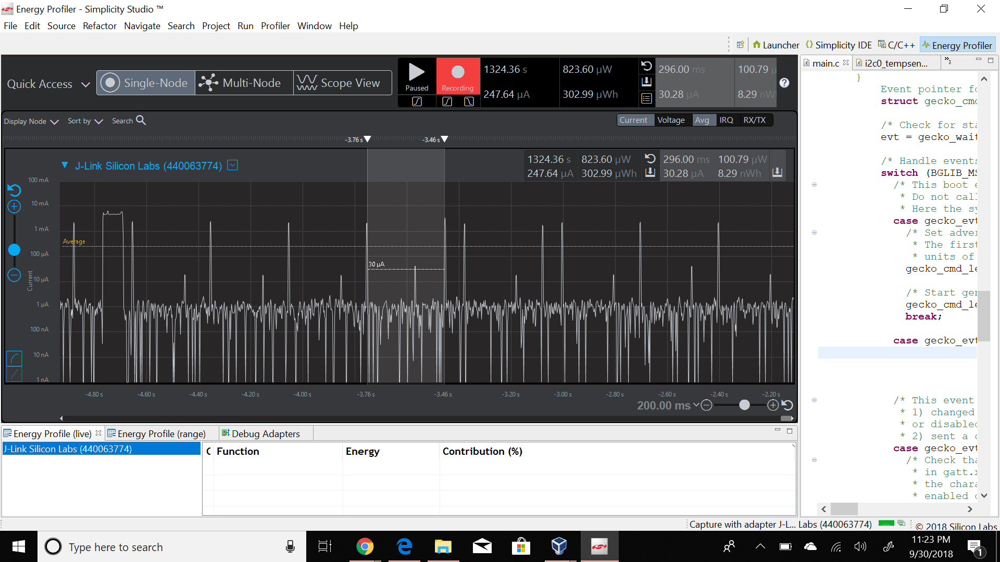 Energy Profiler - Simplicity Studio ™
File Edit Source Refactor Navigate Search Project Run Profiler Window Help
Launcher Simplicity IDE C/C++ Energy Profiler
Quick Access Single-Node Multi-Node Scope View
Paused Recording
1324.36 s 823.60 µW 296.00 ms 100.79 µ
247.64 µA 302.99 µWh 30.28 µA 8.29 nW
Display Node Sort by Search
Current Voltage Avg IRQ RX/TX
-3.76 s -3.46 s
J-Link Silicon Labs (440063774)
1324.36 s 823.60 µW 296.00 ms 100.79 µW
247.64 µA 302.99 µWh 30.28 µA 8.29 nWh
100 mA
10 mA
1 mA
Average
100 µA
30 µA
10 µA
Current
1 µA
100 nA
10 nA
1 nA
-4.80 s -4.60 s -4.40 s -4.20 s -4.00 s -3.76 s -3.46 s -3.20 s -3.00 s -2.80 s -2.60 s -2.40 s -2.20 s
200.00 ms
main.c i2c0_tempsen... 3
}
Event pointer fo
struct gecko_cmd
/* Check for sta
evt = gecko_wait
/* Handle events
switch (BGLIB_MS
/* This boot e
* Do not call
* Here the sy
case gecko_evt
/* Set adver
* The first
* units of
gecko_cmd_le
/* Start gen
gecko_cmd_le
break;
case gecko_evt
/* This event
* 1) changed
* or disabled
* 2) sent a c
case gecko_evt
/* Check tha
* in gatt.x
* the chara
* enabled o
Energy Profile (live) Energy Profile (range) Debug Adapters
J-Link Silicon Labs (440063774)
C Function Energy Contribution (%)
Capture with adapter J-L... Labs (440063774)
© 2018 Silicon Labs
Type here to search
11:23 PM
9/30/2018
1